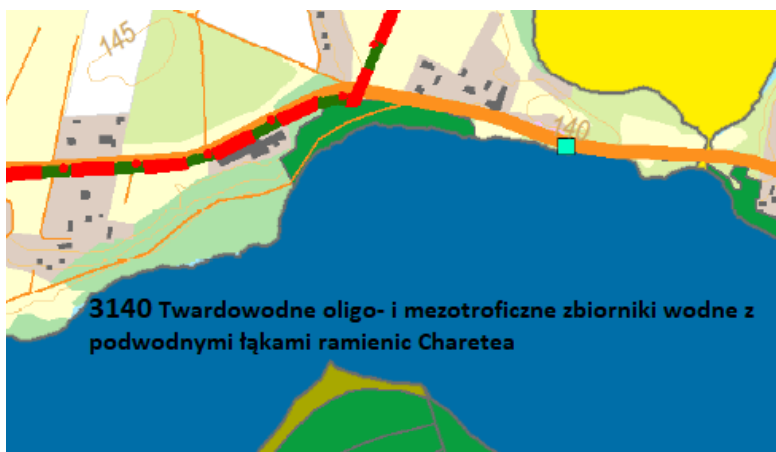 145
140
3140 Twardowodne oligo- i mezotroficzne zbiorniki wodne z
podwodnymi łąkami ramienic Charetea